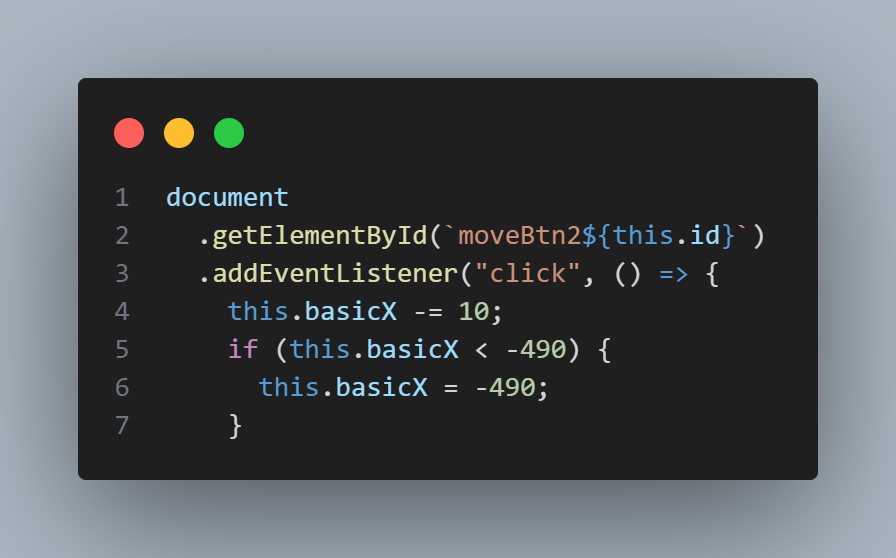 1 document
2 .getElementById(`moveBtn2${this.id}`)
3 .addEventListener("click", () => {
4 this.basicX -= 10;
5 if (this.basicX < -490) {
6 this.basicX = -490;
7 }